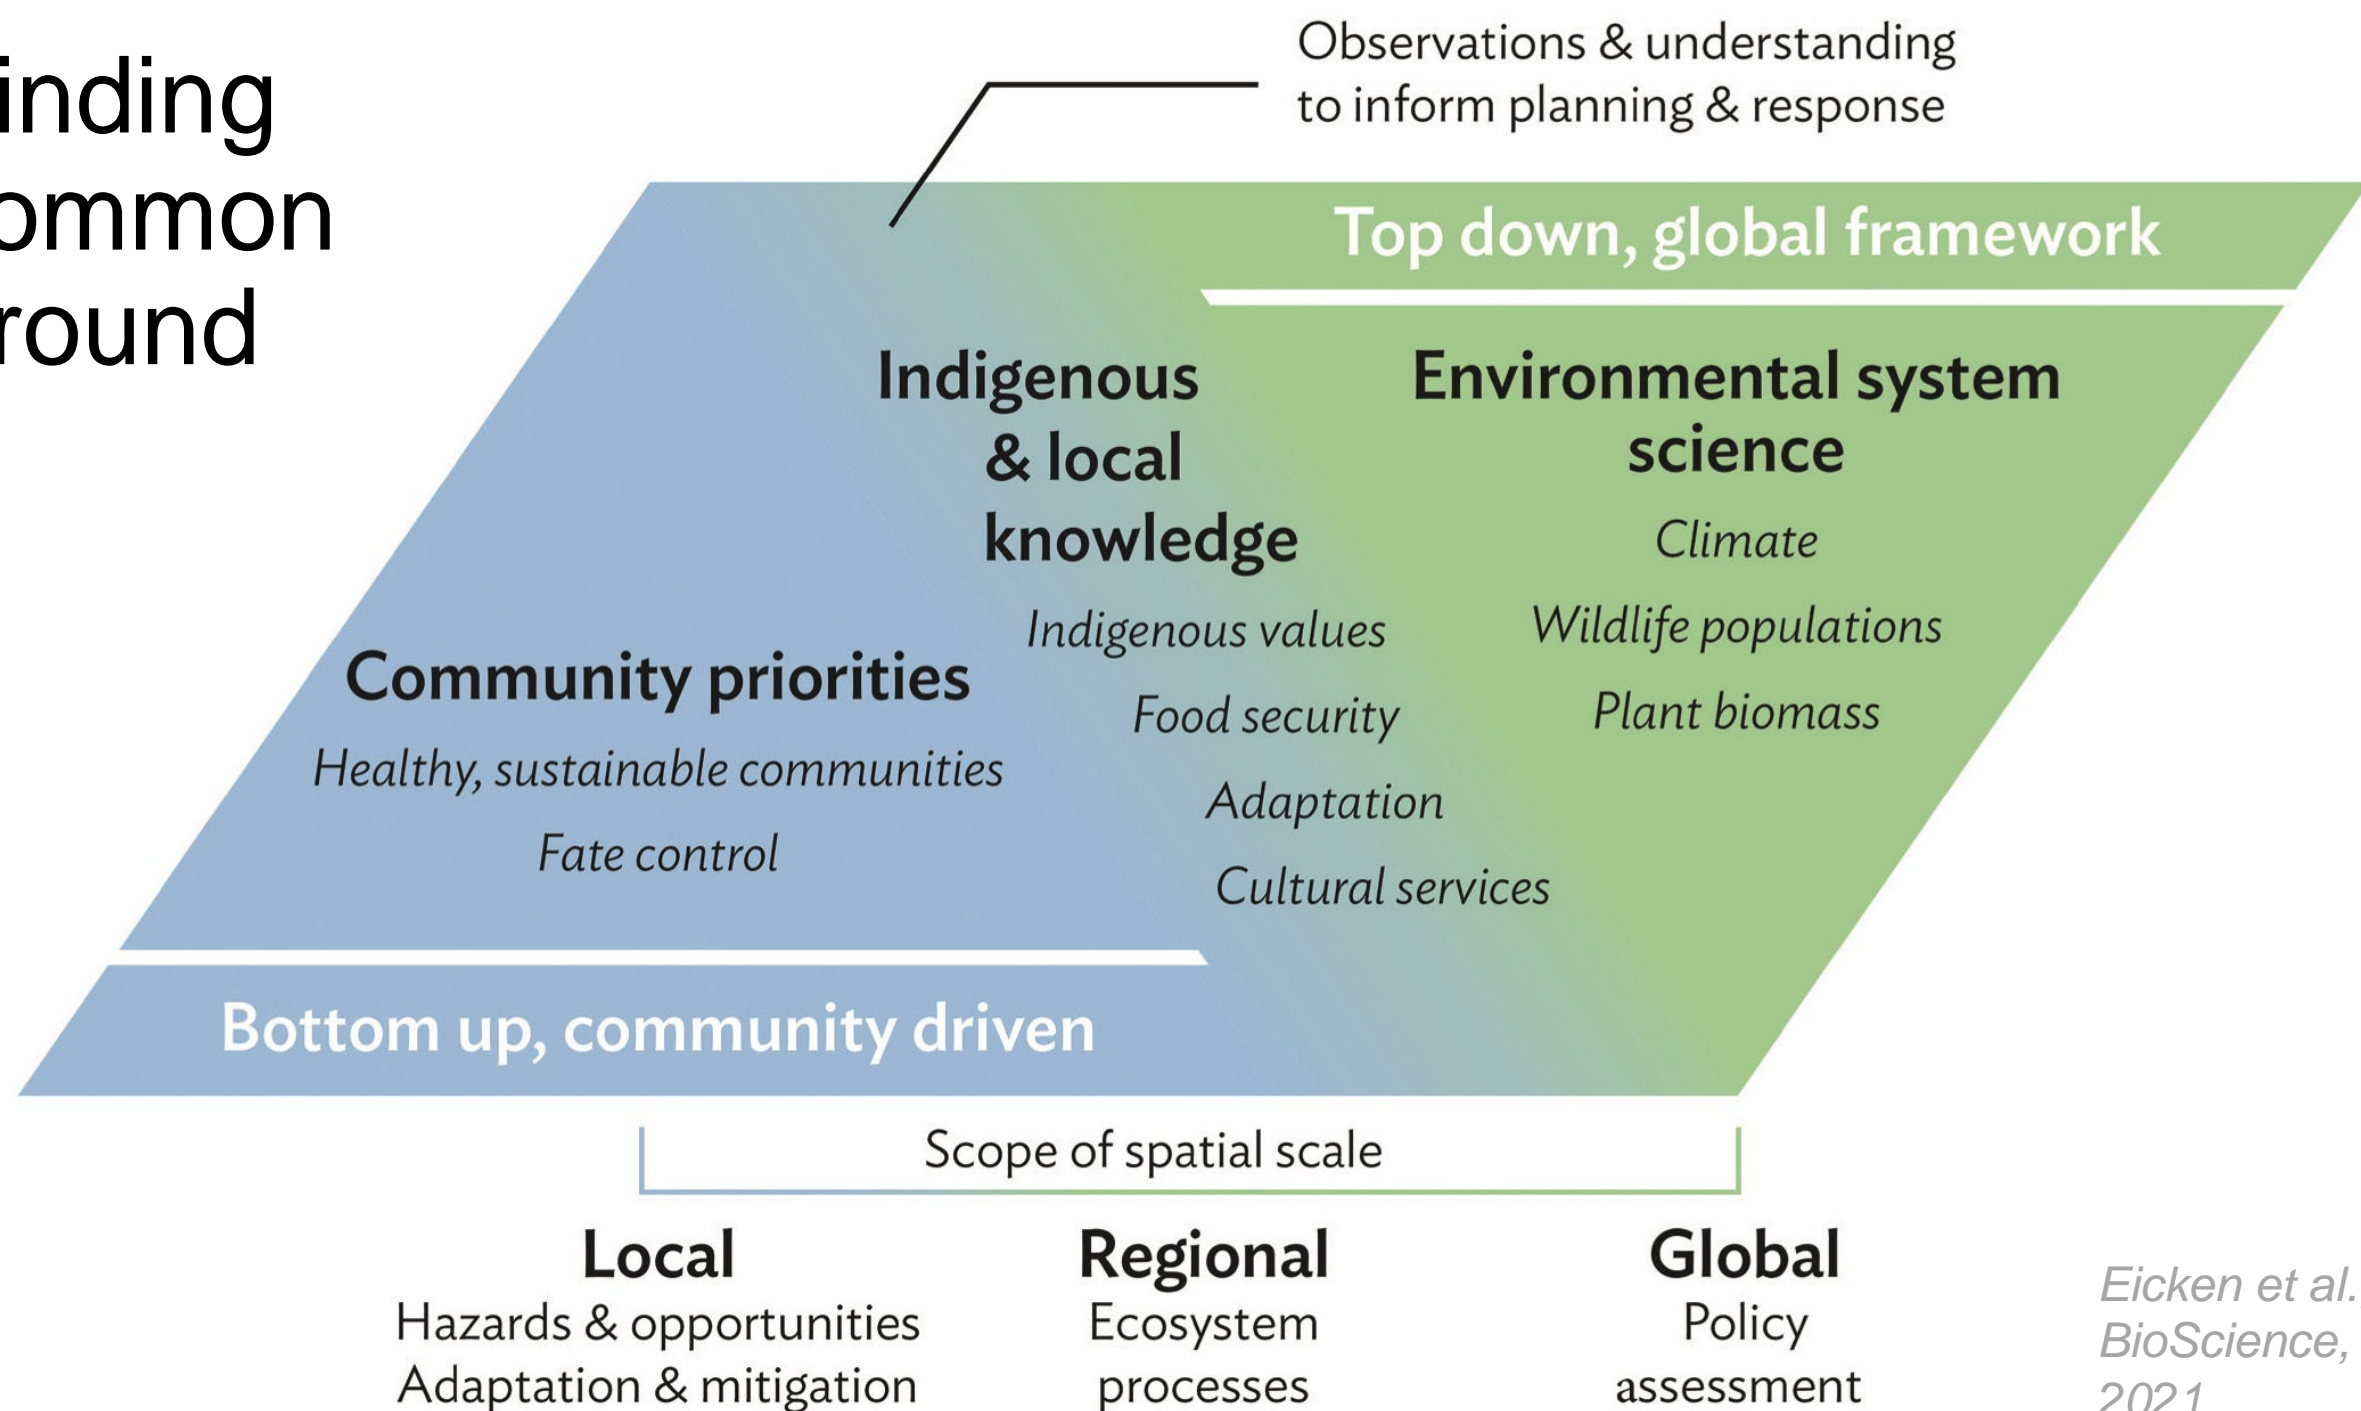 inding
ommon
round
Observations & understanding
to inform planning & response
Top down, global framework
Indigenous
& local
knowledge
Indigenous values
Food security
Adaptation
Cultural services
Environmental system
science
Climate
Wildlife populations
Plant biomass
Community priorities
Healthy, sustainable communities
Fate control
Bottom up, community driven
Scope of spatial scale
Local
Hazards & opportunities
Adaptation & mitigation
Regional
Ecosystem
processes
Global
Policy
assessment
Eicken et al.,
BioScience,
2021